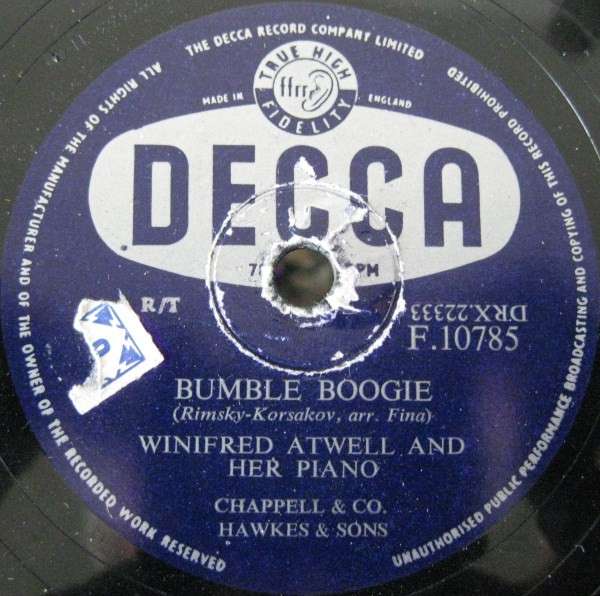 THE DECCA RECORD COMPANY LIMITED
ALL RIGHTS OF THE MANUFACTURER AND OF THE OWNER OF THE RECORDED WORK RESERVED
UNAUTHORISED PUBLIC PERFORMANCE BROADCASTING AND COPYING OF THIS RECORD PROHIBITED
TRUE HIGH
ffrr
FIDELITY
MADE IN ENGLAND
DECCA
R/T
DRX.22333
F.10785
BUMBLE BOOGIE
(Rimsky-Korsakov, arr. Fina)
WINIFRED ATWELL AND
HER PIANO
CHAPPELL & CO.
HAWKES & SONS